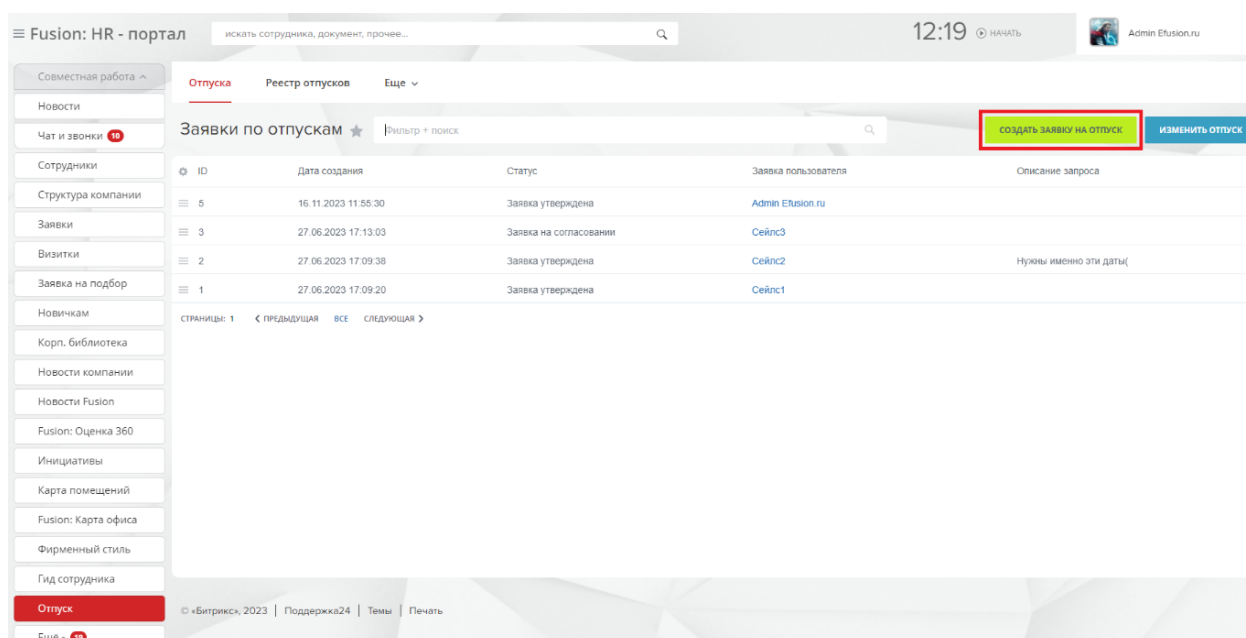 Fusion: HR - портал
искать сотрудника, документ, прочее...
12:19
НАЧАТЬ
Admin Efusion.ru
Совместная работа
Новости
Чат и звонки 10
Сотрудники
Структура компании
Заявки
Визитки
Заявка на подбор
Новичкам
Корп. библиотека
Новости компании
Новости Fusion
Fusion: Оценка 360
Инициативы
Карта помещений
Fusion: Карта офиса
Фирменный стиль
Гид сотрудника
Отпуск
Ещё - 10
Отпуска Реестр отпусков Еще
Заявки по отпускам
Фильтр + поиск
СОЗДАТЬ ЗАЯВКУ НА ОТПУСК
ИЗМЕНИТЬ ОТПУСК
ID Дата создания Статус Заявка пользователя Описание запроса
5 16.11.2023 11:55:30 Заявка утверждена Admin Efusion.ru
3 27.06.2023 17:13:03 Заявка на согласовании Сейлс3
2 27.06.2023 17:09:38 Заявка утверждена Сейлс2 Нужны именно эти даты(
1 27.06.2023 17:09:20 Заявка утверждена Сейлс1
СТРАНИЦЫ: 1 ПРЕДЫДУЩАЯ ВСЕ СЛЕДУЮЩАЯ
© «Битрикс», 2023 | Поддержка24 | Темы | Печать